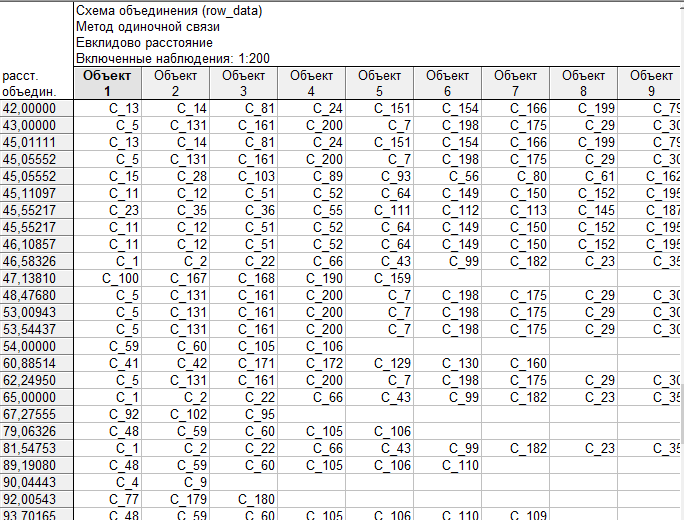 Схема объединения (row_data)
Метод одиночной связи
Евклидово расстояние
Включенные наблюдения: 1:200
расст. Объект Объект Объект Объект Объект Объект Объект Объект Объект
объедин. 1 2 3 4 5 6 7 8 9
42,00000 C_13 C_14 C_81 C_24 C_151 C_154 C_166 C_199 C_79
43,00000 C_5 C_131 C_161 C_200 C_7 C_198 C_175 C_29 C_30
45,01111 C_13 C_14 C_81 C_24 C_151 C_154 C_166 C_199 C_79
45,05552 C_5 C_131 C_161 C_200 C_7 C_198 C_175 C_29 C_30
45,05552 C_15 C_28 C_103 C_89 C_93 C_56 C_80 C_61 C_162
45,11097 C_11 C_12 C_51 C_52 C_64 C_149 C_150 C_152 C_195
45,55217 C_23 C_35 C_36 C_55 C_111 C_112 C_113 C_145 C_187
45,55217 C_11 C_12 C_51 C_52 C_64 C_149 C_150 C_152 C_195
46,10857 C_11 C_12 C_51 C_52 C_64 C_149 C_150 C_152 C_195
46,58326 C_1 C_2 C_22 C_66 C_43 C_99 C_182 C_23 C_35
47,13810 C_100 C_167 C_168 C_190 C_159
48,47680 C_5 C_131 C_161 C_200 C_7 C_198 C_175 C_29 C_30
53,00943 C_5 C_131 C_161 C_200 C_7 C_198 C_175 C_29 C_30
53,54437 C_5 C_131 C_161 C_200 C_7 C_198 C_175 C_29 C_30
54,00000 C_59 C_60 C_105 C_106
60,88514 C_41 C_42 C_171 C_172 C_129 C_130 C_160
62,24950 C_5 C_131 C_161 C_200 C_7 C_198 C_175 C_29 C_30
65,00000 C_1 C_2 C_22 C_66 C_43 C_99 C_182 C_23 C_35
67,27555 C_92 C_102 C_95
79,06326 C_48 C_59 C_60 C_105 C_106
81,54753 C_1 C_2 C_22 C_66 C_43 C_99 C_182 C_23 C_35
89,19080 C_48 C_59 C_60 C_105 C_106 C_110
90,04443 C_4 C_9
92,00543 C_77 C_179 C_180
93,70165 C_48 C_59 C_60 C_105 C_106 C_110 C_109